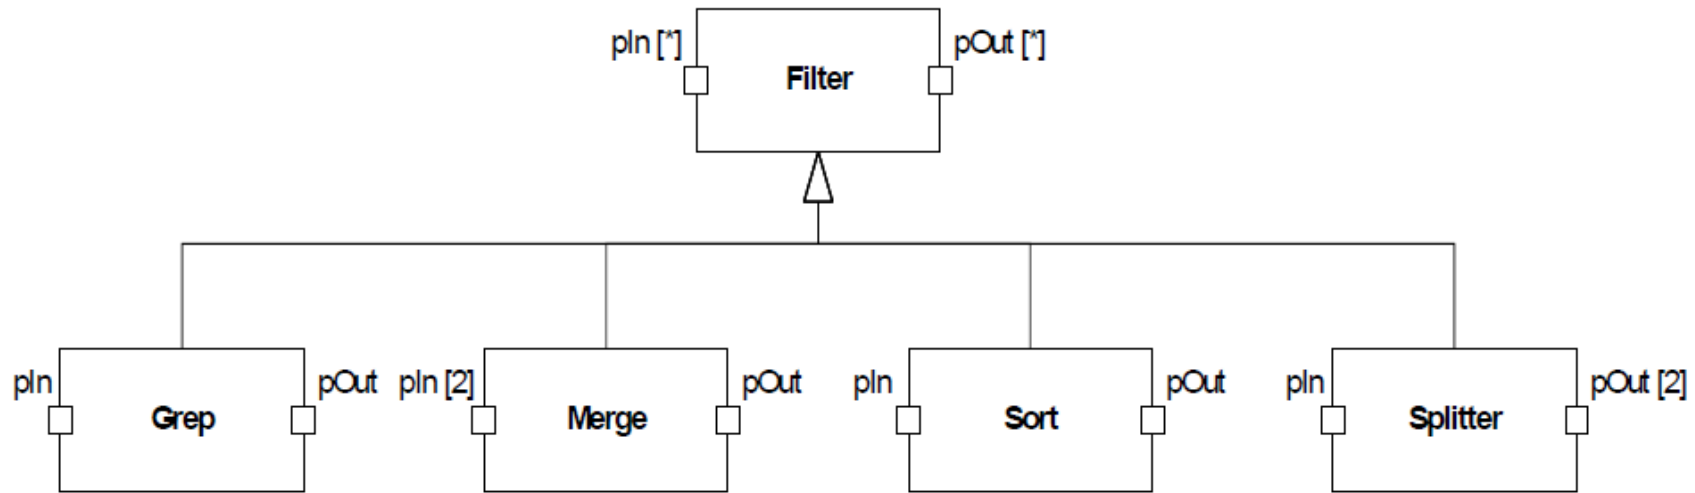 pIn [*]
pOut [*]
Filter
pIn
pOut
pIn [2]
pOut
pIn
pOut
pIn
pOut [2]
Grep
Merge
Sort
Splitter